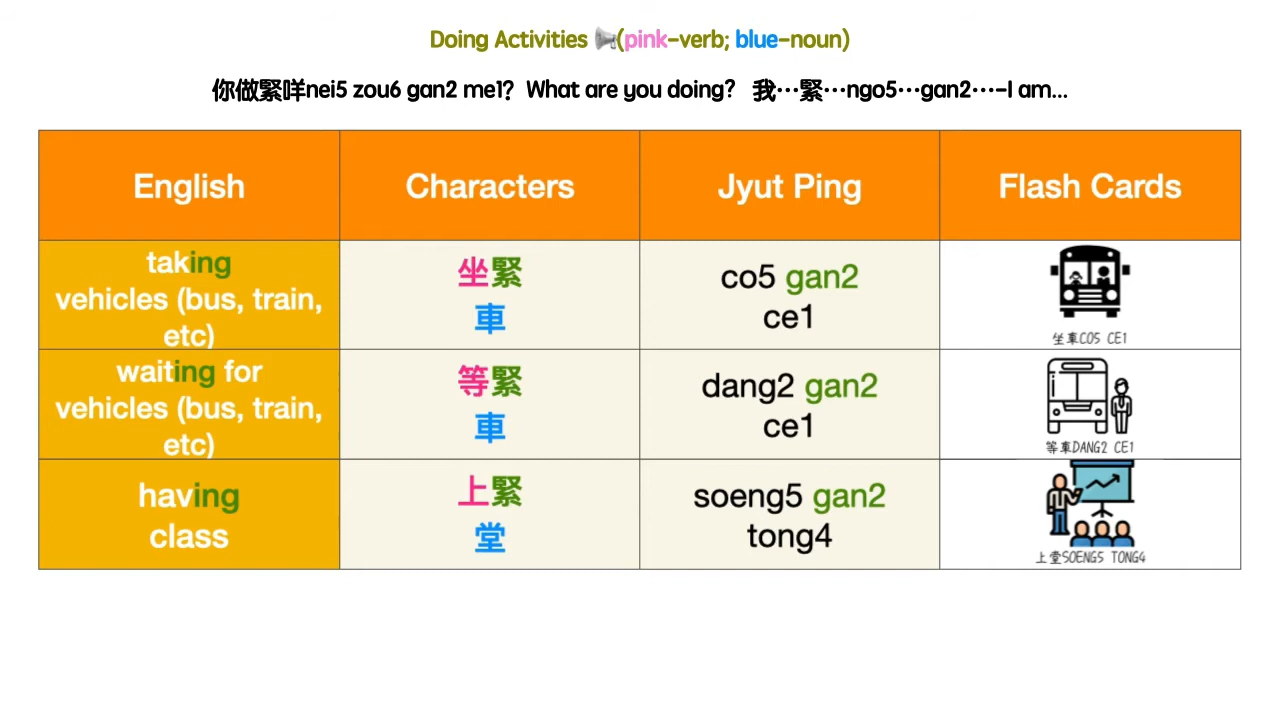 Doing Activities 📢(pink-verb; blue-noun)
你做緊咩nei5 zou6 gan2 me1? What are you doing? 我⋯緊⋯ngo5⋯gan2⋯-I am...
English
Characters
Jyut Ping
Flash Cards
taking
vehicles (bus, train,
etc)
坐緊
車
co5 gan2
ce1
坐車CO5 CE1
waiting for
vehicles (bus, train,
etc)
等緊
車
dang2 gan2
ce1
等車DANG2 CE1
having
class
上緊
堂
soeng5 gan2
tong4
上堂SOENG5 TONG4